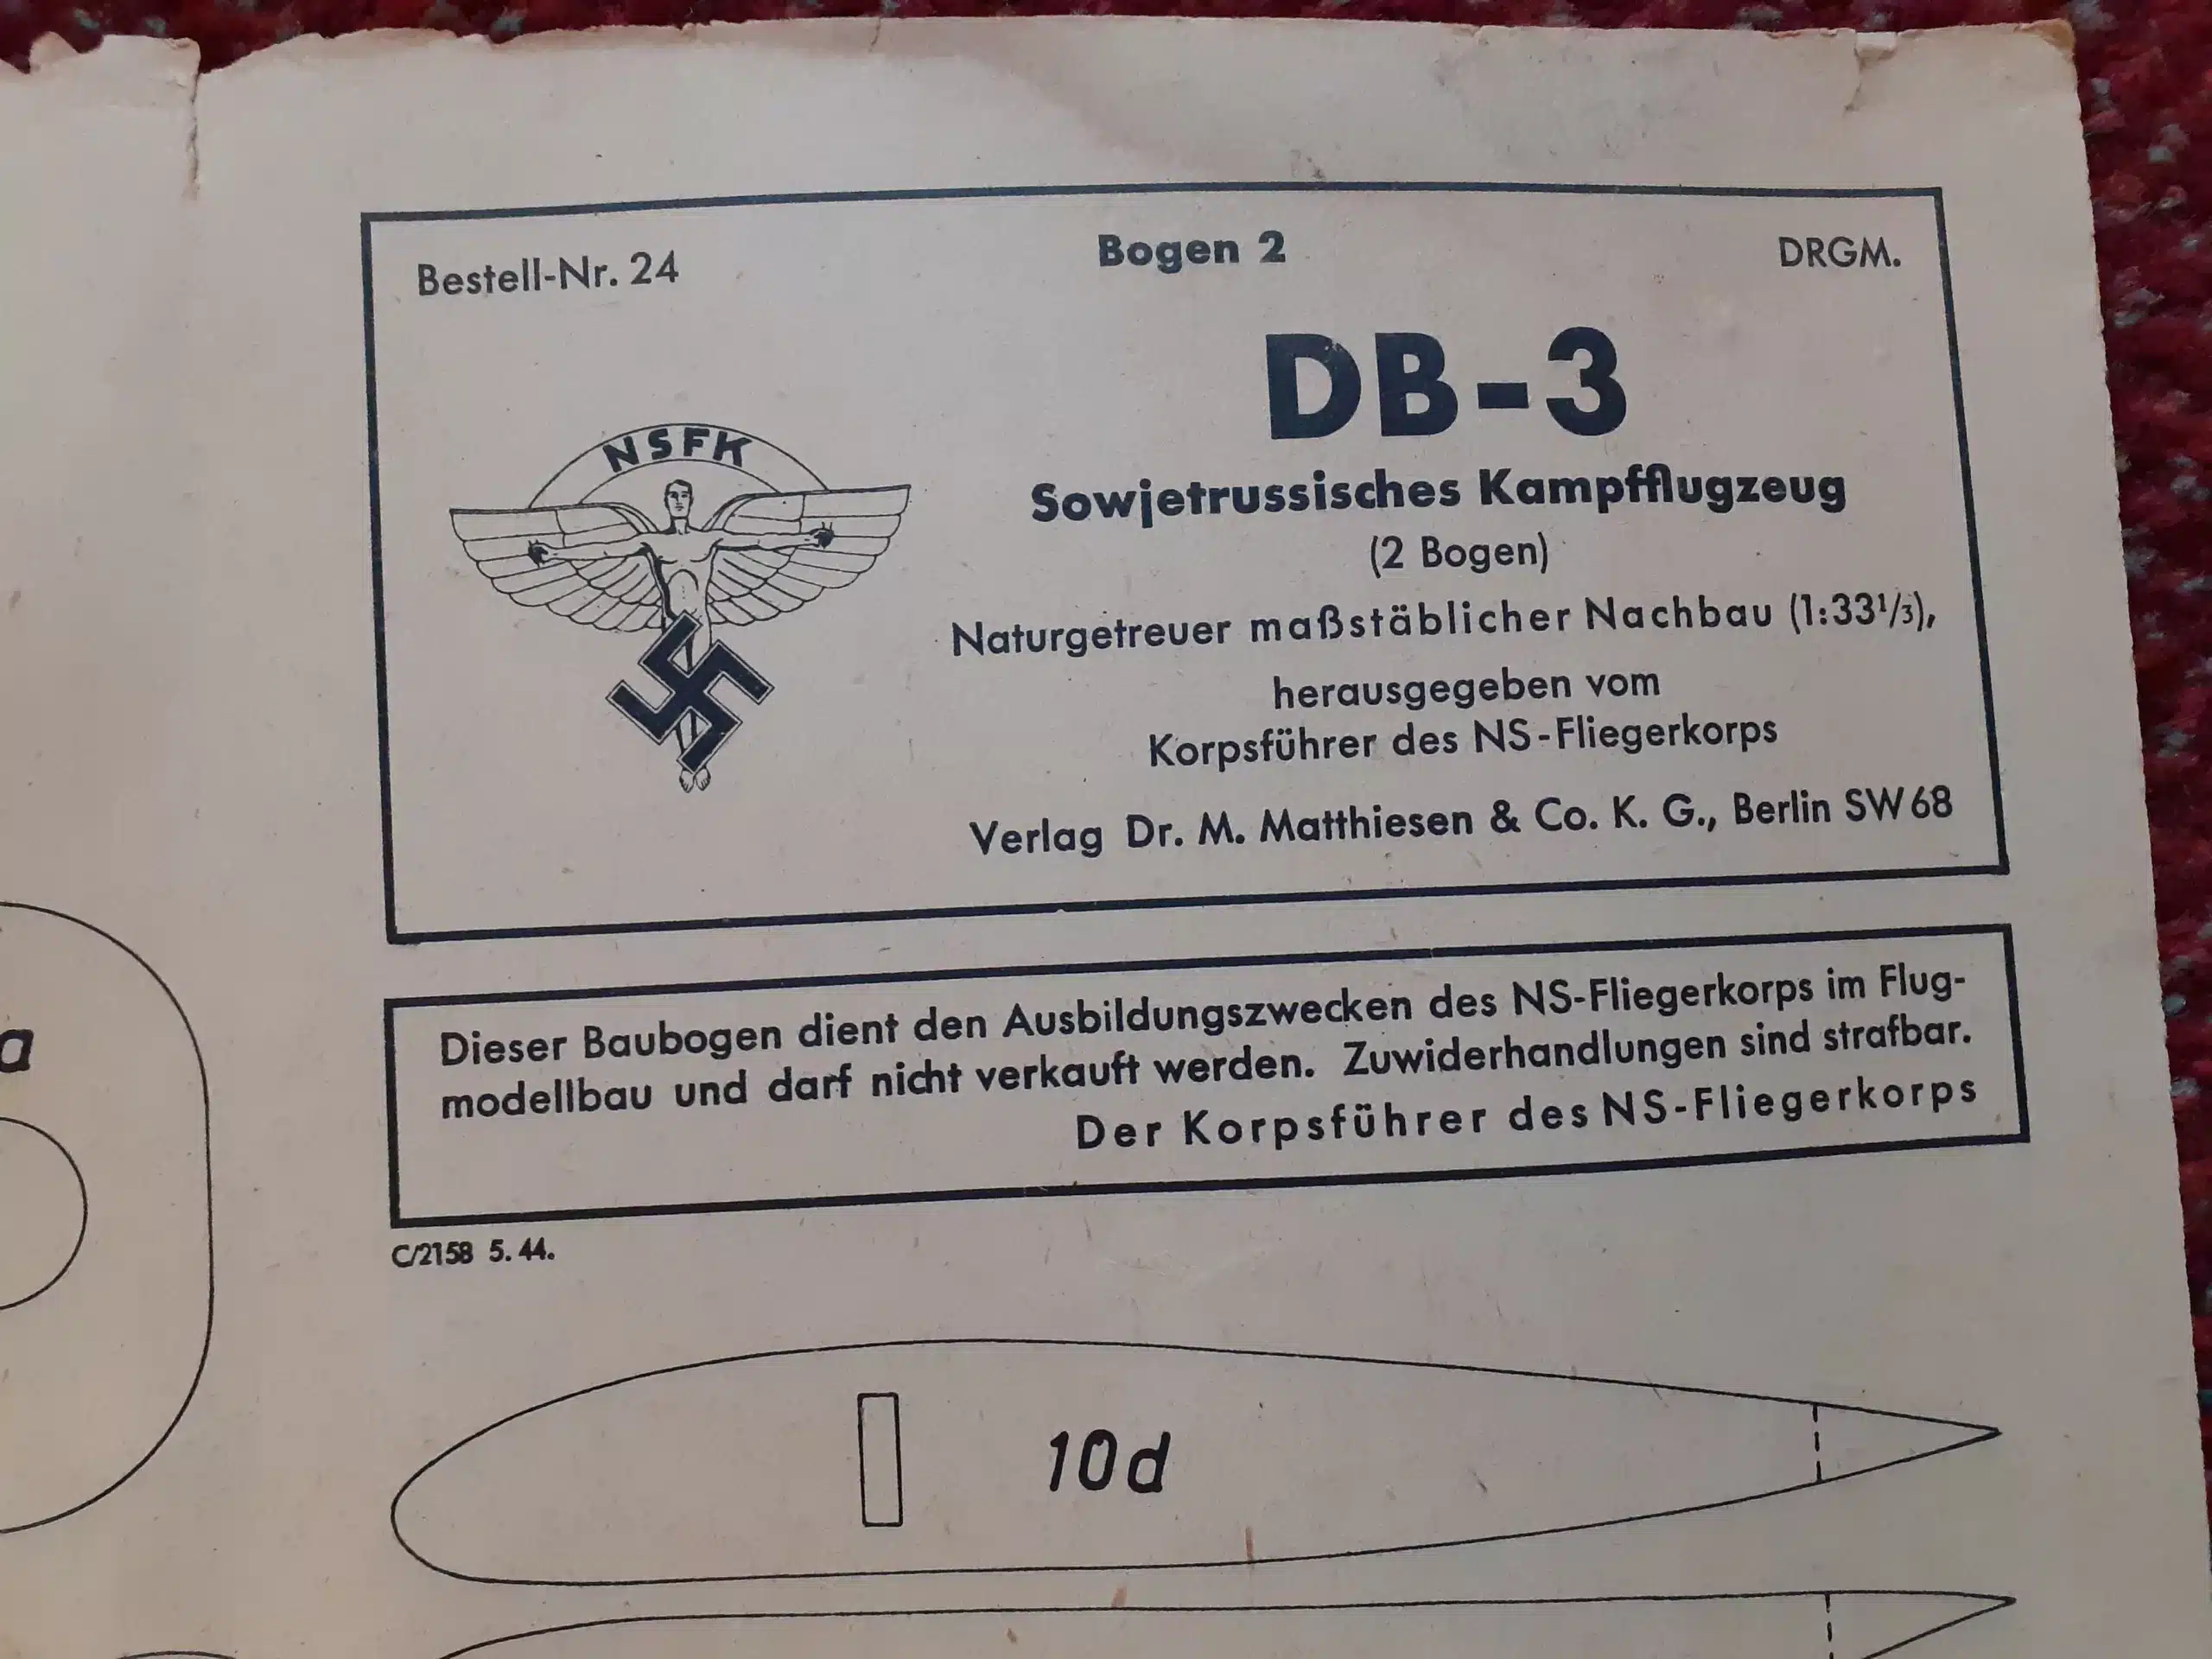 Bestell-Nr. 24
Bogen 2
DRGM.
NSFK
DB-3
Sowjetrussisches Kampfflugzeug
(2 Bogen)
Naturgetreuer maßstäblicher Nachbau (1:33⅓),
herausgegeben vom
Korpsführer des NS-Fliegerkorps
Verlag Dr. M. Matthiesen & Co. K. G., Berlin SW 68
Dieser Baubogen dient den Ausbildungszwecken des NS-Fliegerkorps im Flug-
modellbau und darf nicht verkauft werden. Zuwiderhandlungen sind strafbar.
Der Korpsführer des NS-Fliegerkorps
C/2158 5. 44.
a
10d